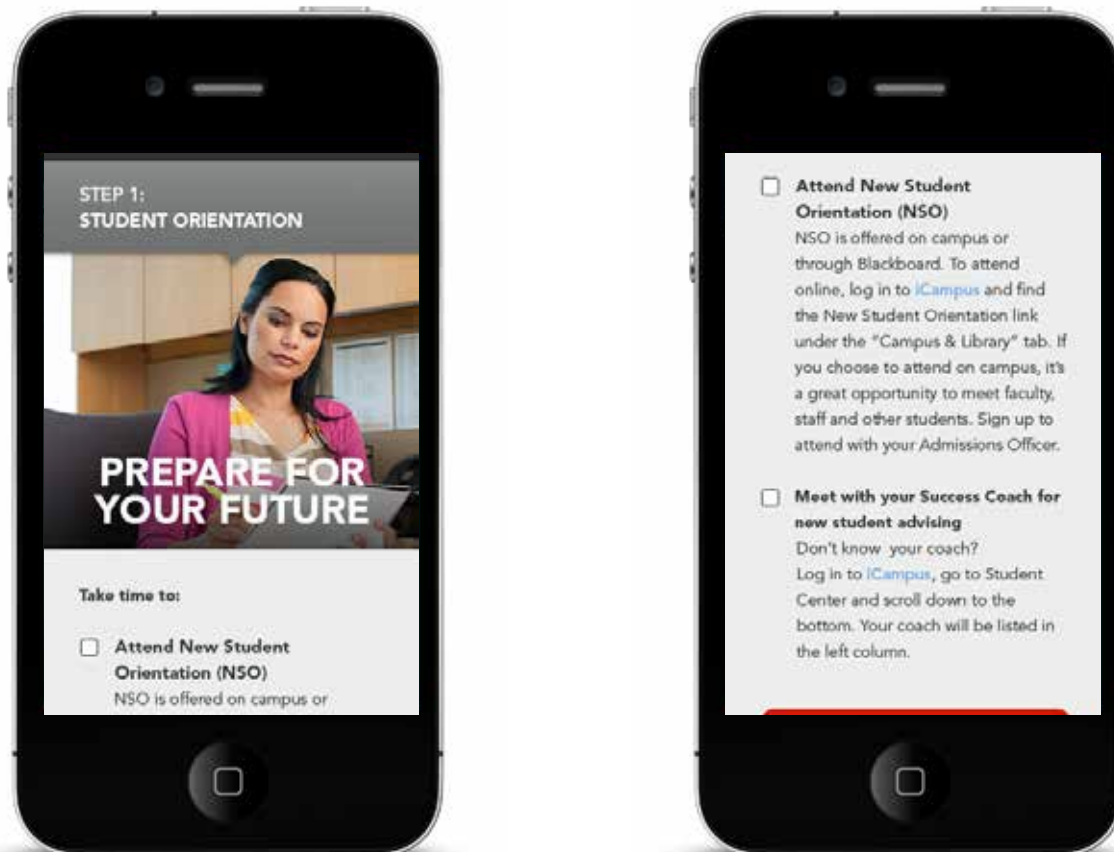 STEP 1:
STUDENT ORIENTATION
PREPARE FOR
YOUR FUTURE
Take time to:
Attend New Student
Orientation (NSO)
NSO is offered on campus or
Attend New Student
Orientation (NSO)
NSO is offered on campus or
through Blackboard. To attend
online, log in to iCampus and find
the New Student Orientation link
under the "Campus & Library" tab. If
you choose to attend on campus, it's
a great opportunity to meet faculty,
staff and other students. Sign up to
attend with your Admissions Officer.
Meet with your Success Coach for
new student advising
Don't know your coach?
Log in to iCampus, go to Student
Center and scroll down to the
bottom. Your coach will be listed in
the left column.